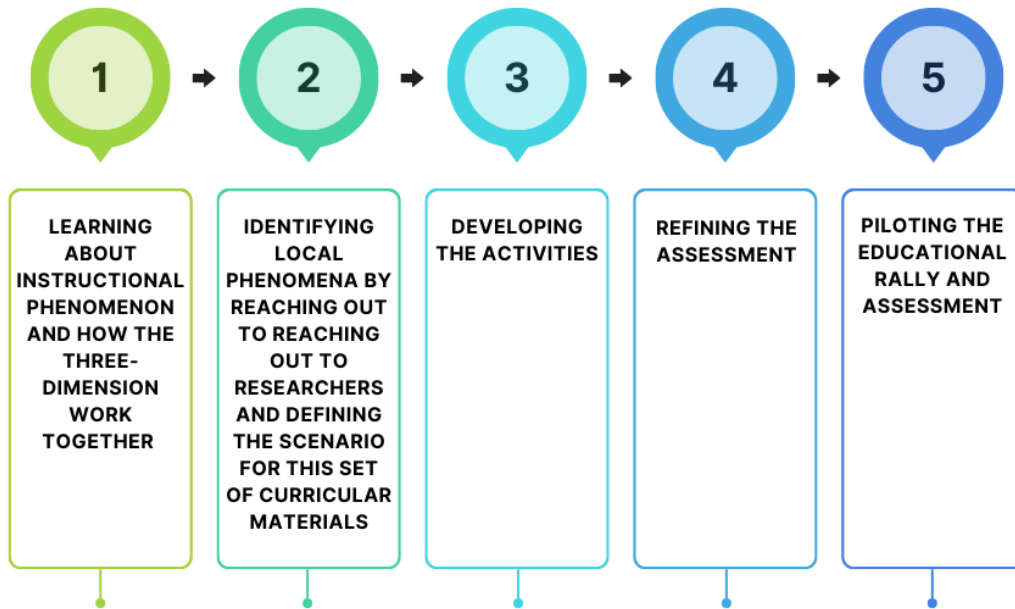 1
2
3
4
5
LEARNING
ABOUT
INSTRUCTIONAL
PHENOMENON
AND HOW THE
THREE-
DIMENSION
WORK
TOGETHER
IDENTIFYING
LOCAL
PHENOMENA BY
REACHING OUT
TO REACHING
OUT TO
RESEARCHERS
AND DEFINING
THE SCENARIO
FOR THIS SET
OF CURRICULAR
MATERIALS
DEVELOPING
THE ACTIVITIES
REFINING THE
ASSESSMENT
PILOTING THE
EDUCATIONAL
RALLY AND
ASSESSMENT